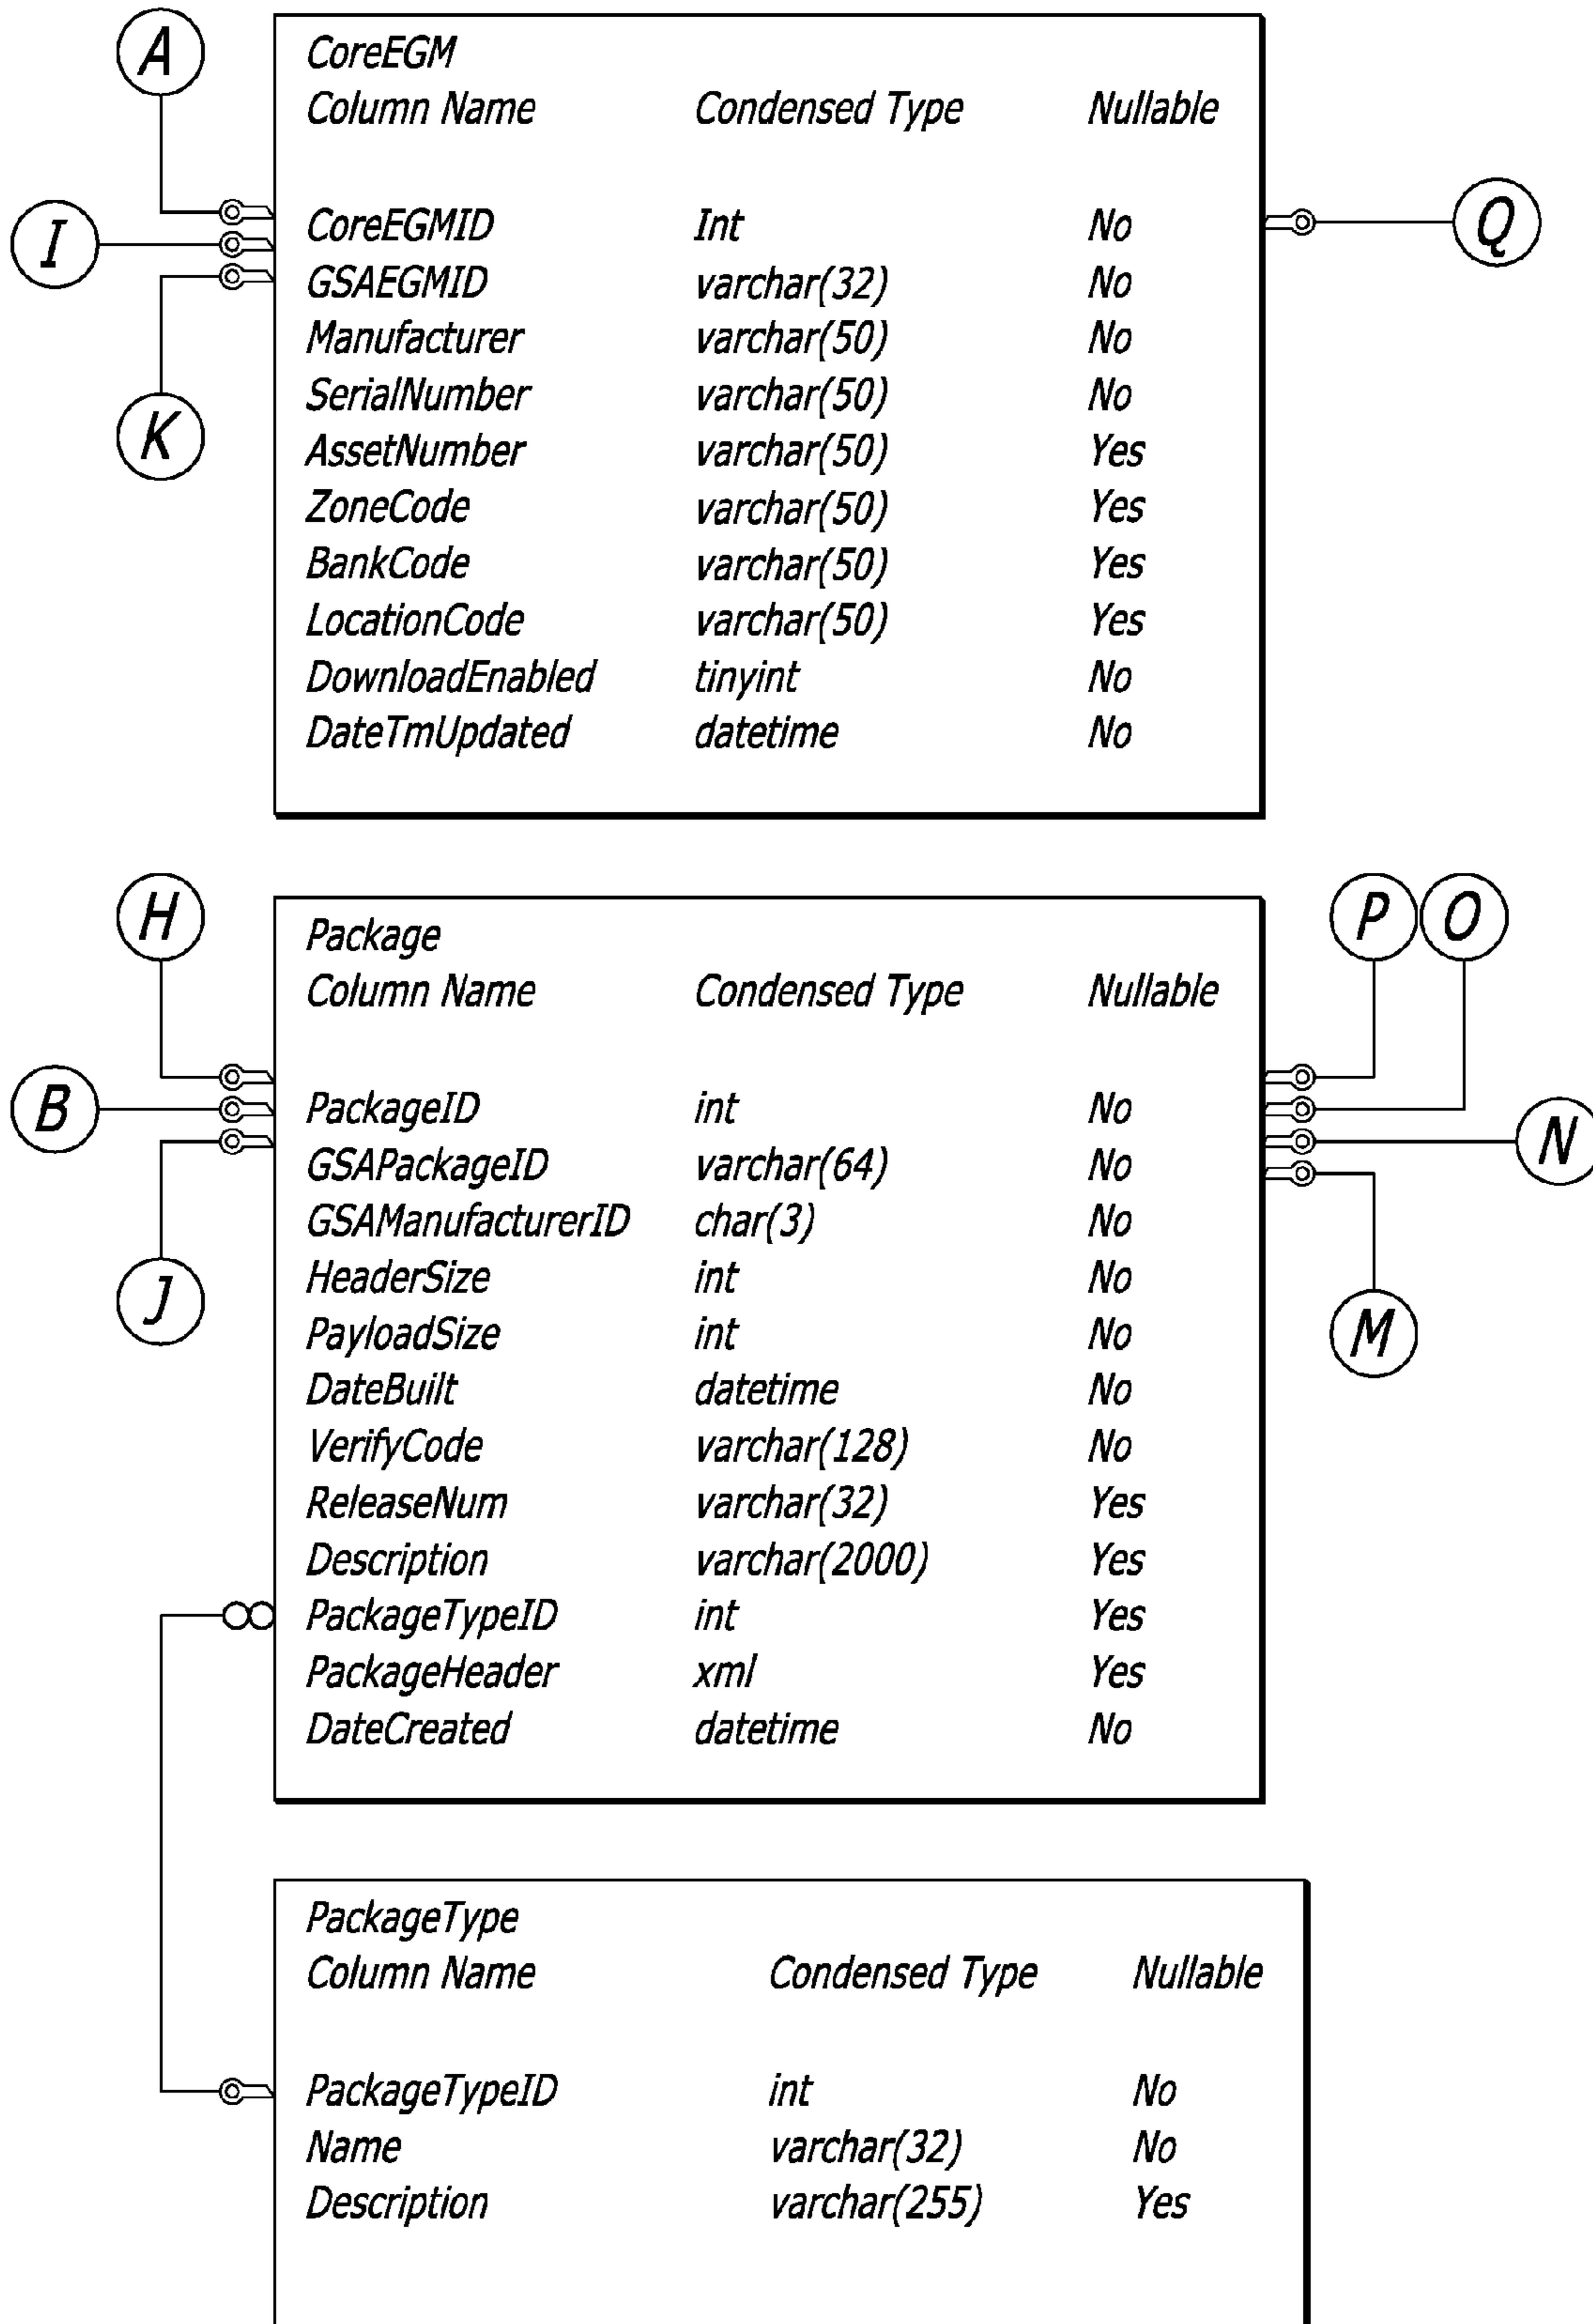 A
CoreEGM
Column Name Condensed Type Nullable
CoreEGMID Int No
Q
I
GSAEGMID varchar(32) No
Manufacturer varchar(50) No
SerialNumber varchar(50) No
K
AssetNumber varchar(50) Yes
ZoneCode varchar(50) Yes
BankCode varchar(50) Yes
LocationCode varchar(50) Yes
DownloadEnabled tinyint No
DateTmUpdated datetime No
H
Package
P O
Column Name Condensed Type Nullable
B
PackageID int No
N
GSAPackageID varchar(64) No
GSAManufacturerID char(3) No
HeaderSize int No
J
PayloadSize int No
M
DateBuilt datetime No
VerifyCode varchar(128) No
ReleaseNum varchar(32) Yes
Description varchar(2000) Yes
PackageTypeID int Yes
PackageHeader xml Yes
DateCreated datetime No
PackageType
Column Name Condensed Type Nullable
PackageTypeID int No
Name varchar(32) No
Description varchar(255) Yes